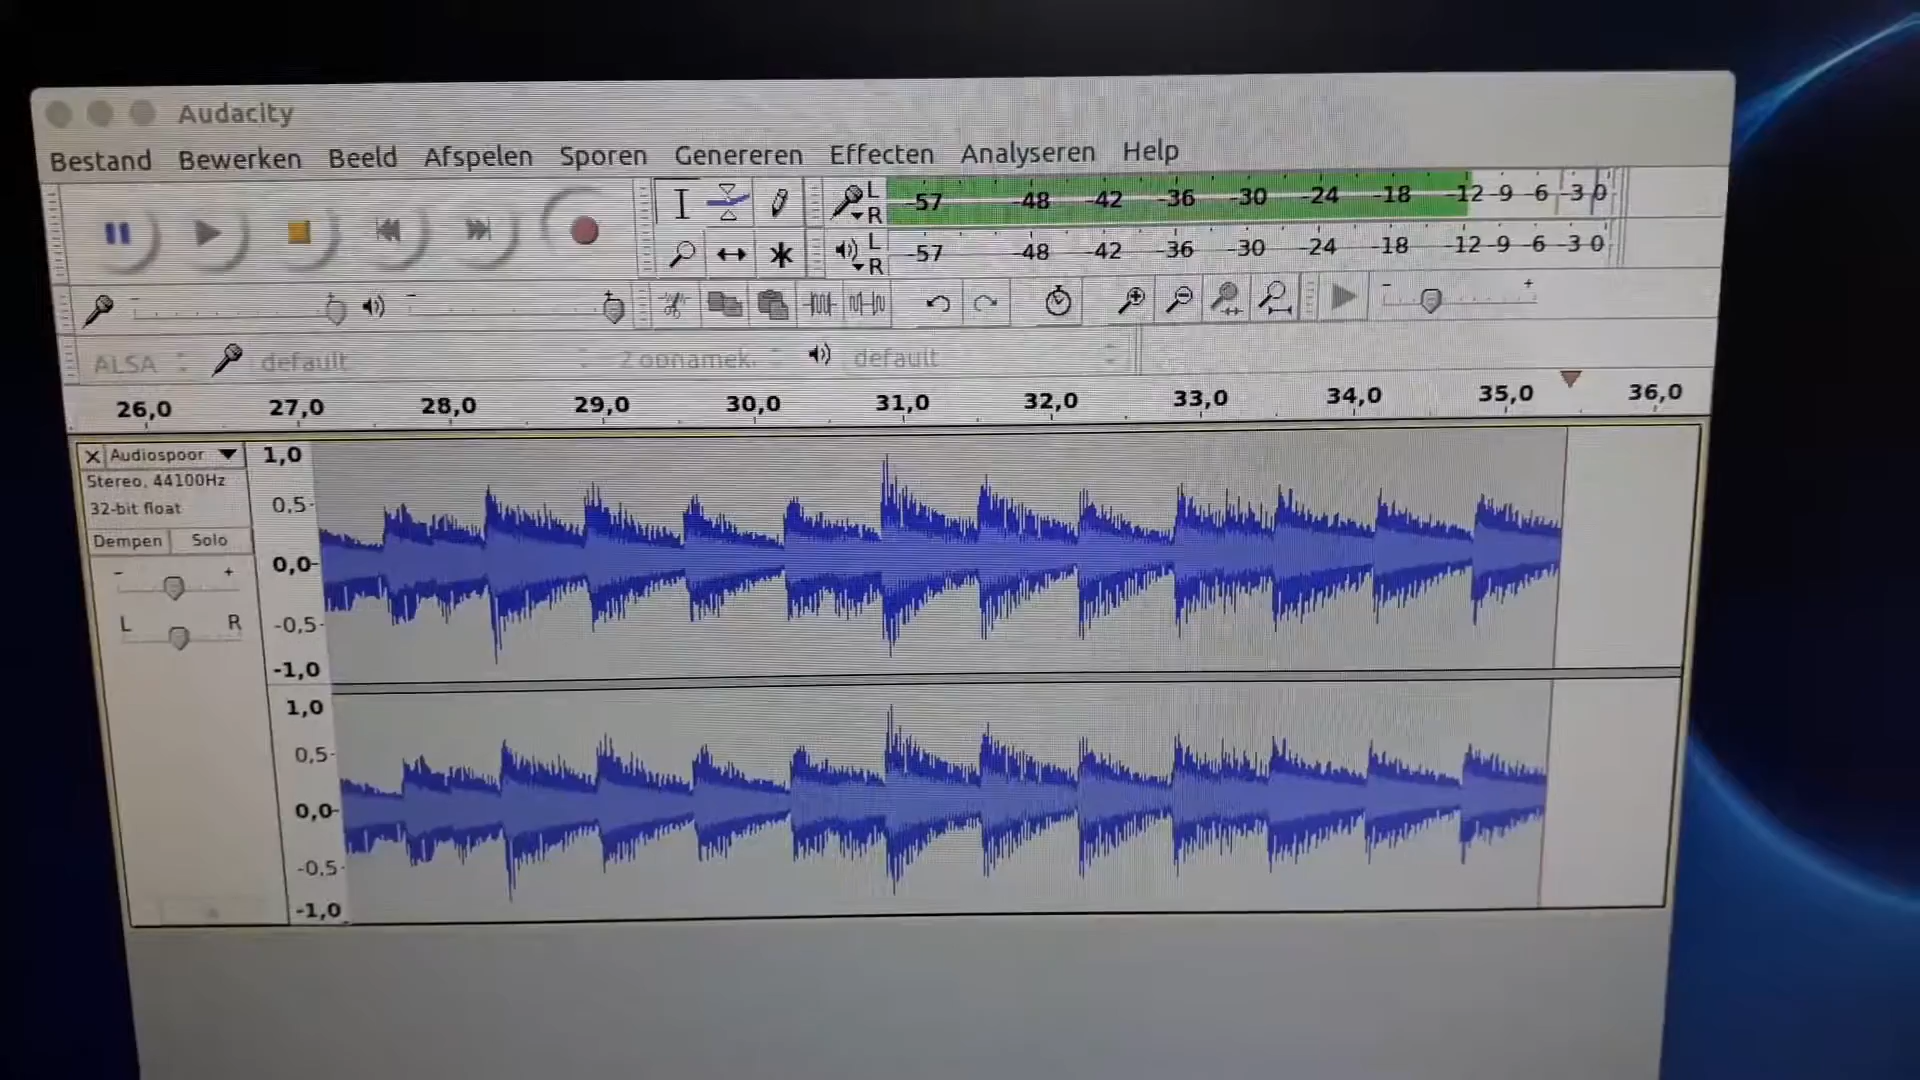 Audacity
Bestand Bewerken Beeld Afspelen Sporen Genereren Effecten Analyseren Help
L
R
-57 -48 -42 -36 -30 -24 -18 -12 -9 -6 -3 0
L
R
-57 -48 -42 -36 -30 -24 -18 -12 -9 -6 -3 0
- +
ALSA default default
26,0 27,0 28,0 29,0 30,0 31,0 32,0 33,0 34,0 35,0 36,0
X Audiospoor
Stereo, 44100Hz
32-bit float
Dempen Solo
- +
L R
1,0
0,5
0,0
-0,5
-1,0
1,0
0,5
0,0
-0,5
-1,0